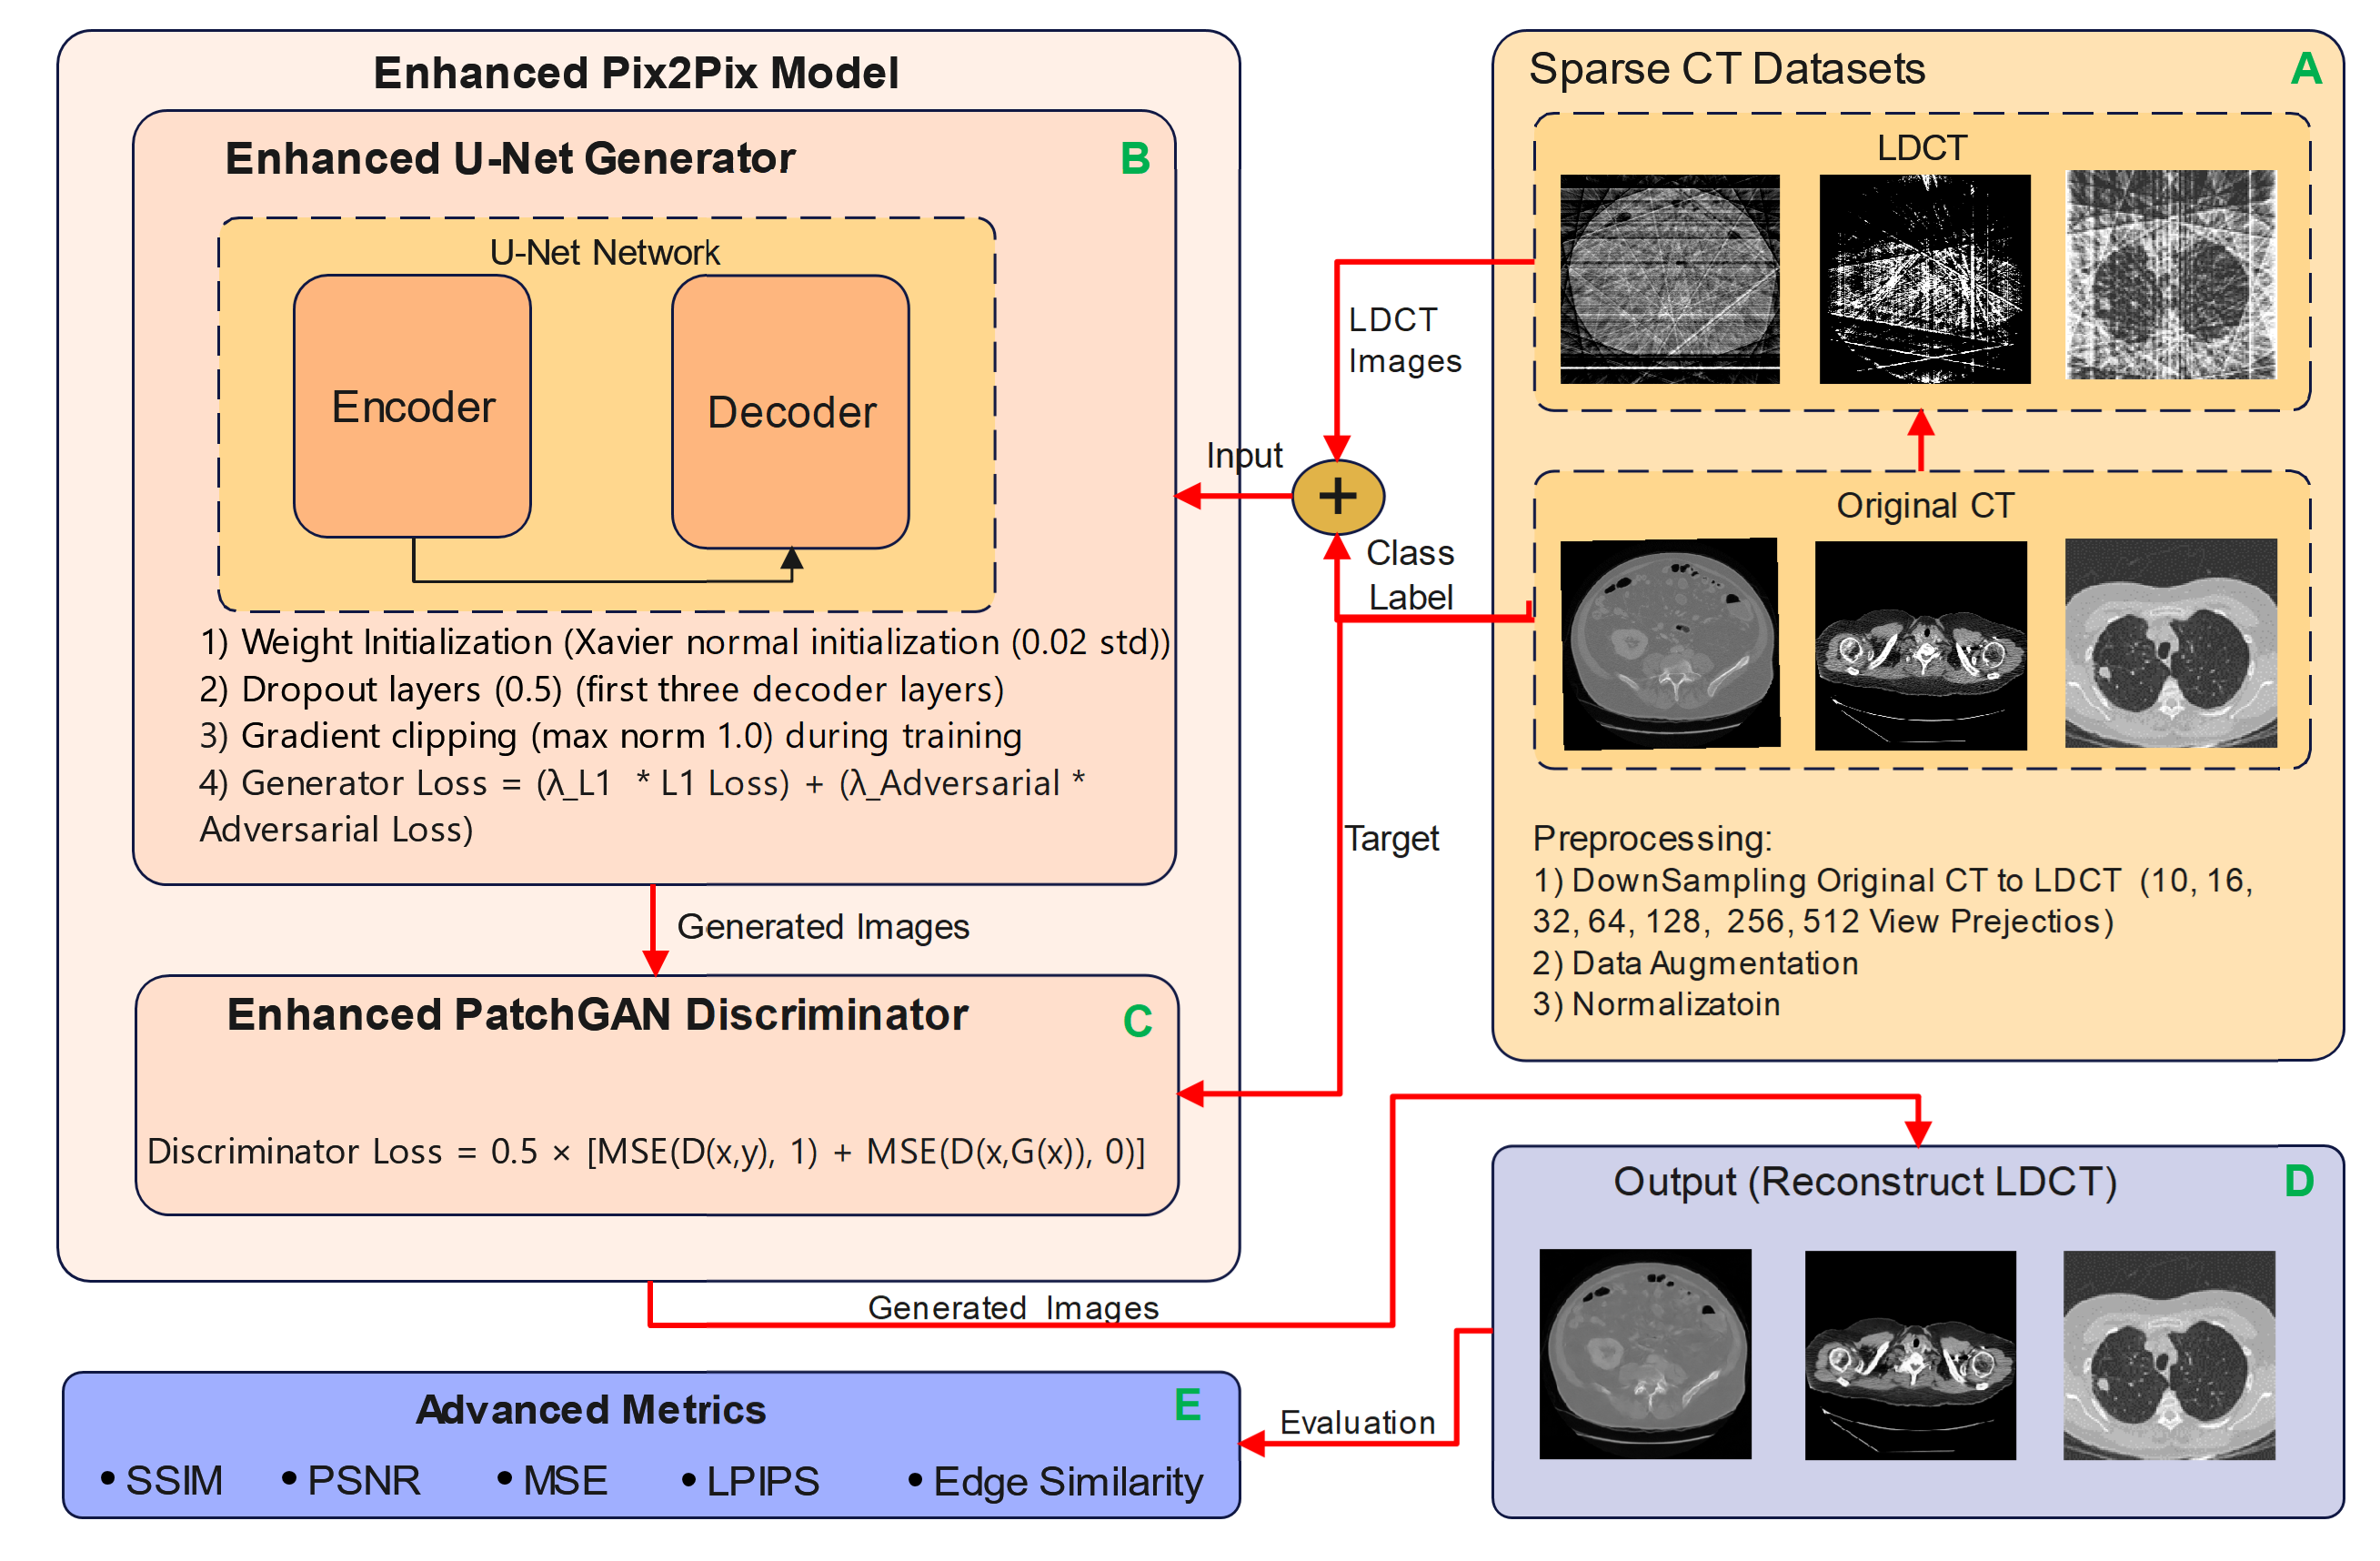 Enhanced Pix2Pix Model
Enhanced U-Net Generator
B
U-Net Network
Encoder
Decoder
1) Weight Initialization (Xavier normal initialization (0.02 std))
2) Dropout layers (0.5) (first three decoder layers)
3) Gradient clipping (max norm 1.0) during training
4) Generator Loss = (λ_L1 * L1 Loss) + (λ_Adversarial *
Adversarial Loss)
Generated Images
Enhanced PatchGAN Discriminator
C
Discriminator Loss = 0.5 × [MSE(D(x,y), 1) + MSE(D(x,G(x)), 0)]
Generated Images
Input
LDCT
Images
+
Class
Label
Target
Sparse CT Datasets
A
LDCT
Original CT
Preprocessing:
1) DownSampling Original CT to LDCT (10, 16,
32, 64, 128, 256, 512 View Prejectios)
2) Data Augmentation
3) Normalizatoin
Output (Reconstruct LDCT)
D
Evaluation
Advanced Metrics
E
• SSIM • PSNR • MSE • LPIPS • Edge Similarity